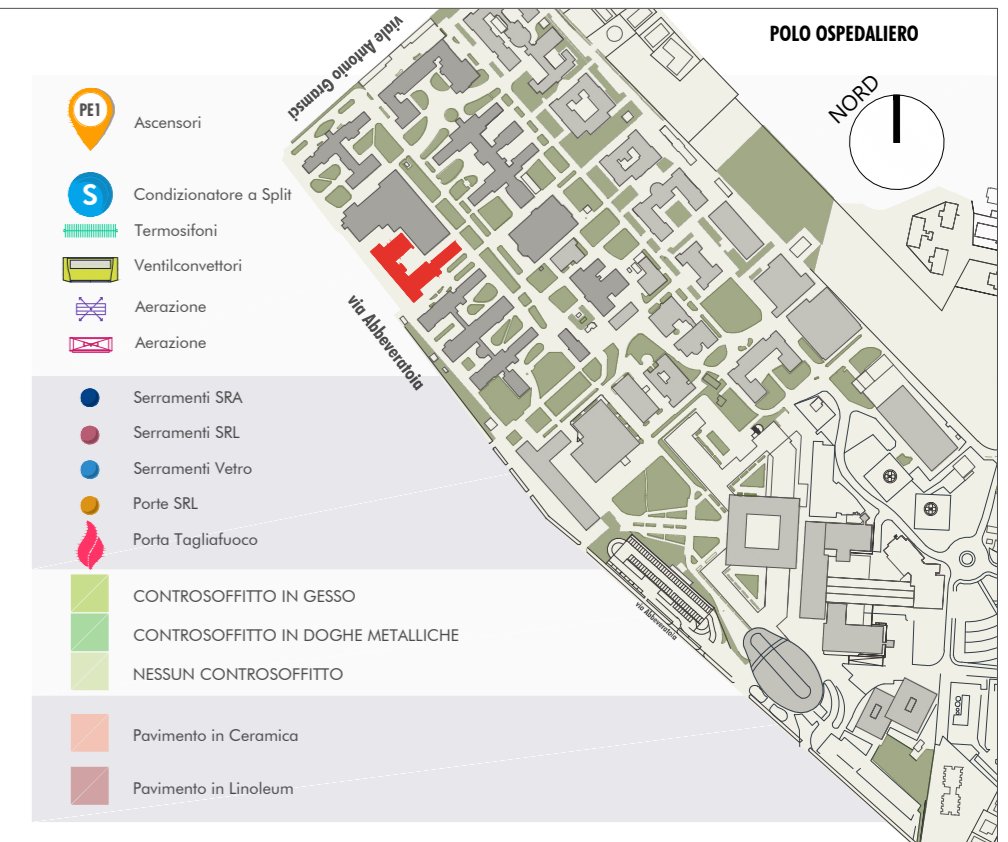 POLO OSPEDALIERO
viale Antonio Gramsci
NORD
PE1
Ascensori
S
Condizionatore a Split
Termosifoni
Ventilconvettori
Aerazione
Aerazione
via Abbeveratoia
Serramenti SRA
Serramenti SRL
Serramenti Vetro
Porte SRL
Porta Tagliafuoco
CONTROSOFFITTO IN GESSO
CONTROSOFFITTO IN DOGHE METALLICHE
NESSUN CONTROSOFFITTO
via Abbeveratoia
Pavimento in Ceramica
Pavimento in Linoleum